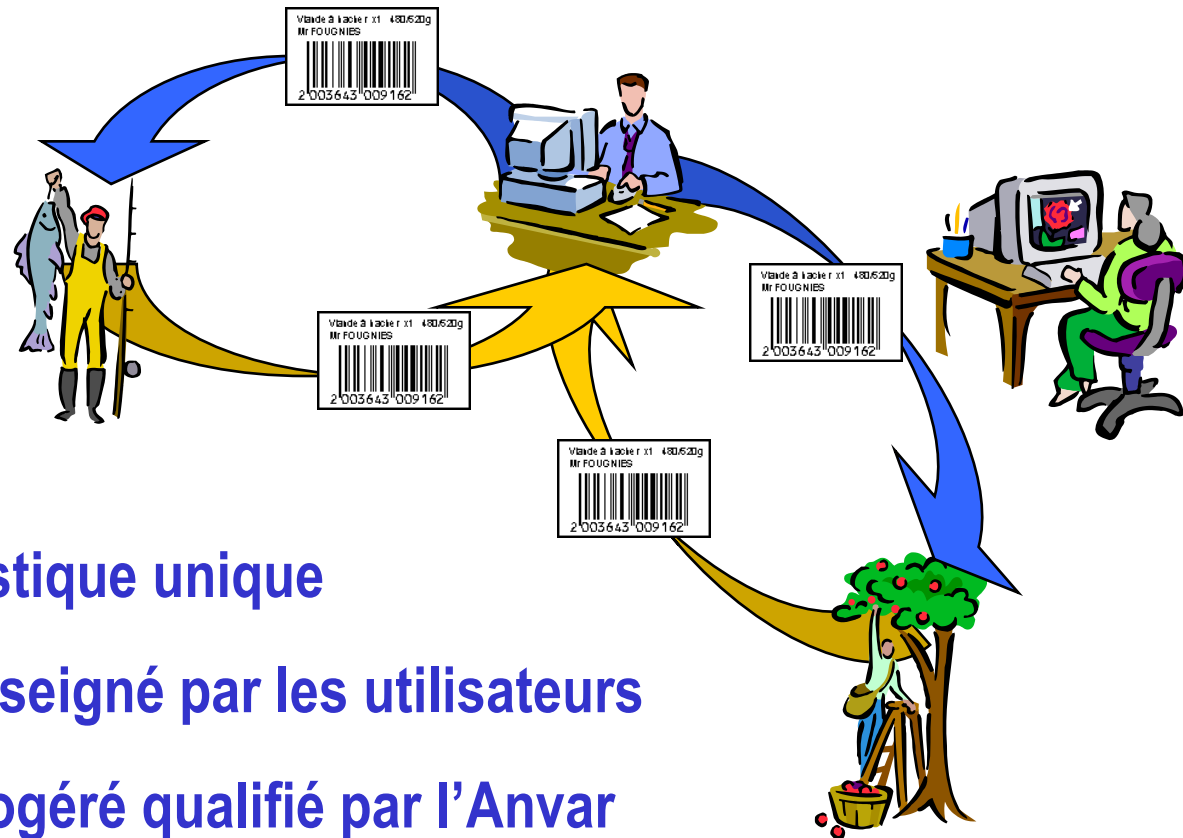 Viande à hacher x1 480/520g
Mr FOUGNIES
2 003643 009162
Viande à hacher x1 480/520g
Mr FOUGNIES
2 003643 009162
Viande à hacher x1 480/520g
Mr FOUGNIES
2 003643 009162
Viande à hacher x1 480/520g
Mr FOUGNIES
2 003643 009162
stique unique
seigné par les utilisateurs
ogéré qualifié par l’Anvar